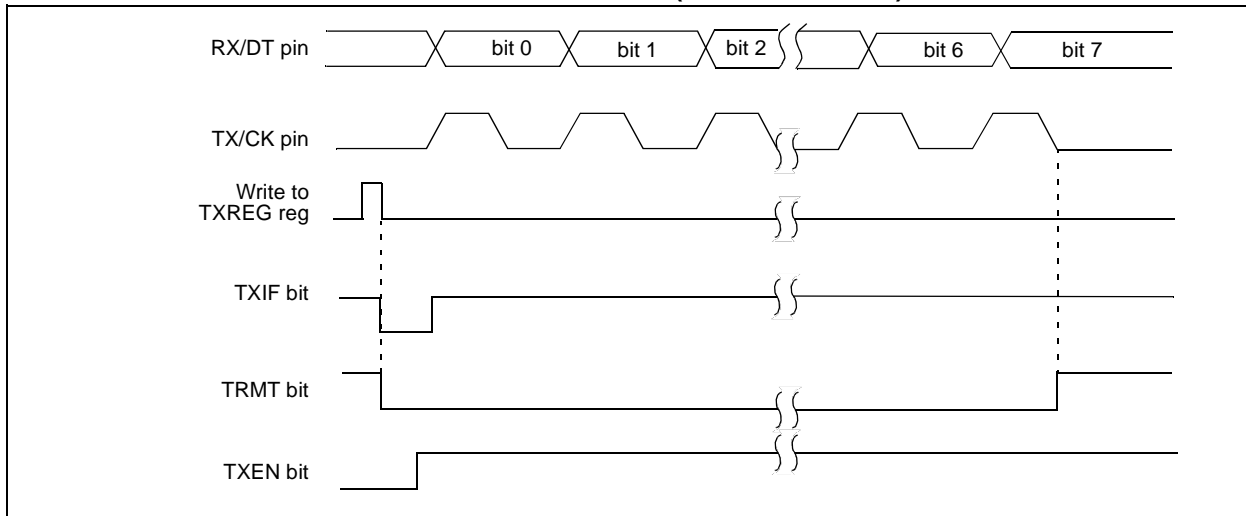 RX/DT pin bit 0 bit 1 bit 2 bit 6 bit 7
TX/CK pin
Write to
TXREG reg
TXIF bit
TRMT bit
TXEN bit